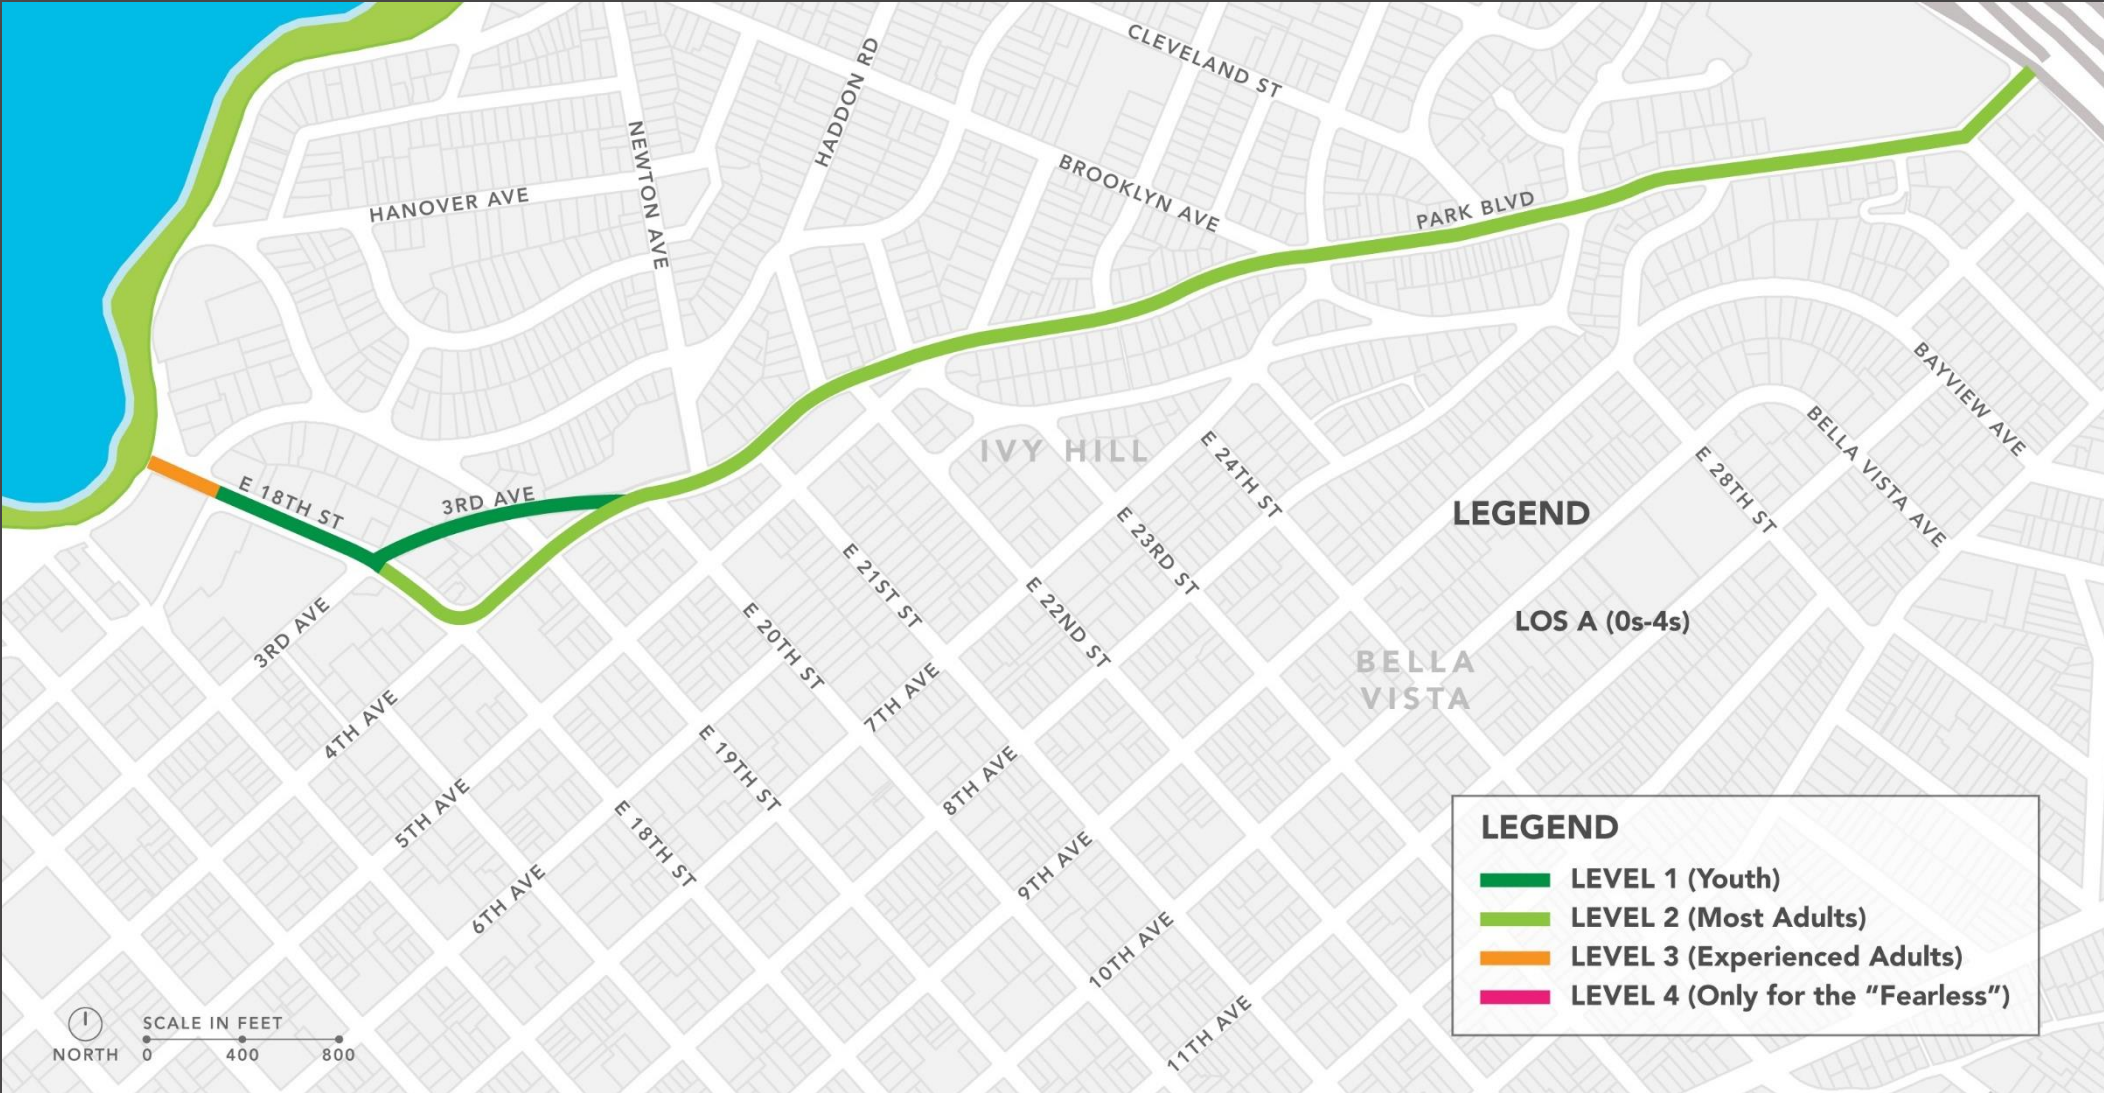 CLEVELAND ST
HADDON RD
NEWTON AVE
BROOKLYN AVE
HANOVER AVE
PARK BLVD
BAYVIEW AVE
BELLA VISTA AVE
IVY HILL
E 24TH ST
E 28TH ST
E 18TH ST
3RD AVE
LEGEND
E 23RD ST
E 21ST ST
E 22ND ST
3RD AVE
E 20TH ST
LOS A (0s-4s)
BELLA
VISTA
4TH AVE
7TH AVE
E 19TH ST
8TH AVE
5TH AVE
E 18TH ST
6TH AVE
9TH AVE
10TH AVE
11TH AVE
LEGEND
LEVEL 1 (Youth)
LEVEL 2 (Most Adults)
LEVEL 3 (Experienced Adults)
LEVEL 4 (Only for the “Fearless”)
NORTH
SCALE IN FEET
0 400 800